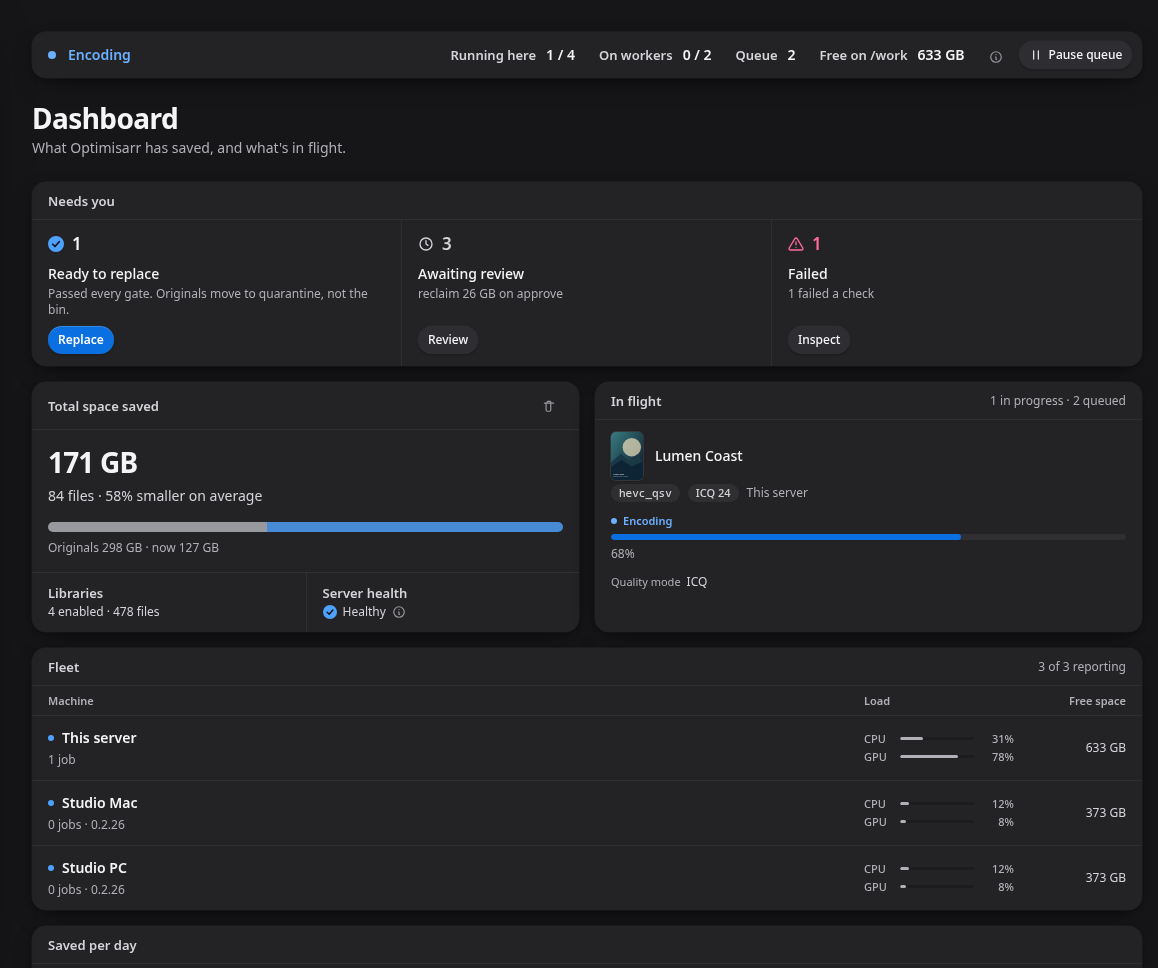 Encoding
Running here 1 / 4 On workers 0 / 2 Queue 2 Free on /work 633 GB Pause queue
Dashboard
What Optimisarr has saved, and what's in flight.
Needs you
1
Ready to replace
Passed every gate. Originals move to quarantine, not the
bin.
Replace
3
Awaiting review
reclaim 26 GB on approve
Review
1
Failed
1 failed a check
Inspect
Total space saved
171 GB
84 files · 58% smaller on average
Originals 298 GB · now 127 GB
Libraries
4 enabled · 478 files
Server health
Healthy
In flight
1 in progress · 2 queued
Lumen Coast
hevc_qsv ICQ 24 This server
Encoding
68%
Quality mode ICQ
Fleet
3 of 3 reporting
Machine Load Free space
This server
1 job
CPU 31%
GPU 78%
633 GB
Studio Mac
0 jobs · 0.2.26
CPU 12%
GPU 8%
373 GB
Studio PC
0 jobs · 0.2.26
CPU 12%
GPU 8%
373 GB
Saved per day